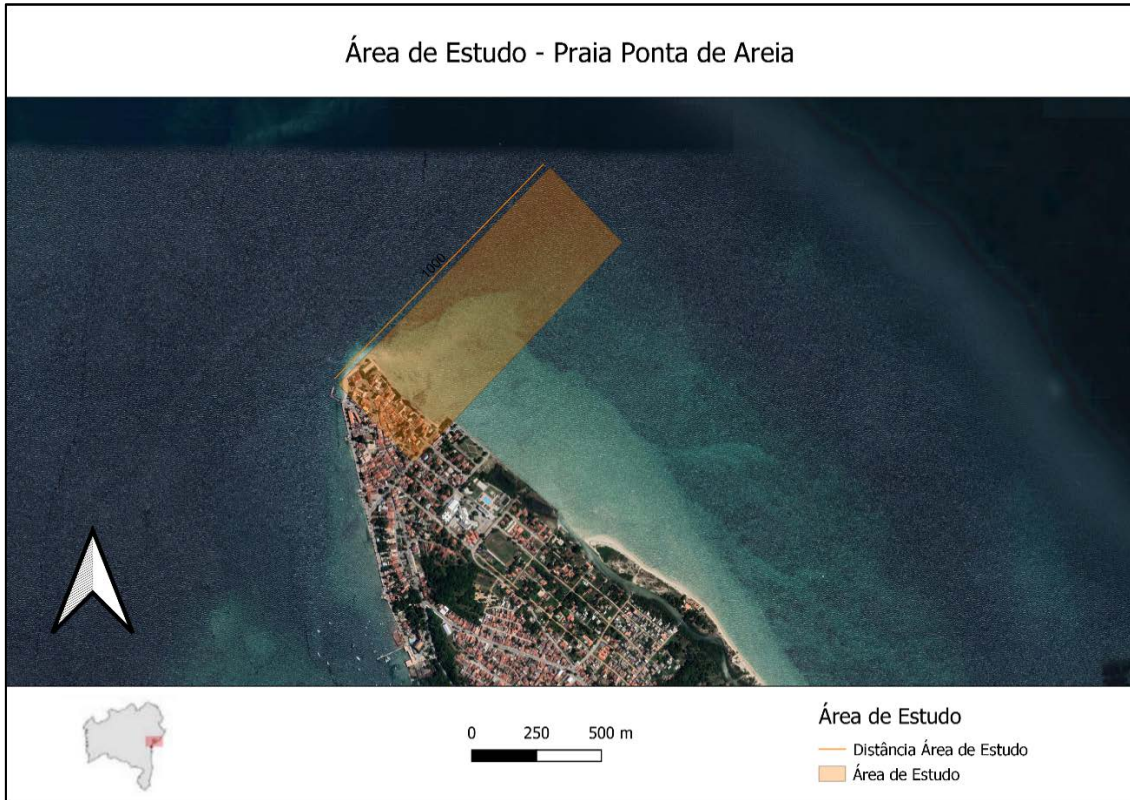 Área de Estudo - Praia Ponta de Areia
1000
0 250 500 m
Área de Estudo
Distância Área de Estudo
Área de Estudo